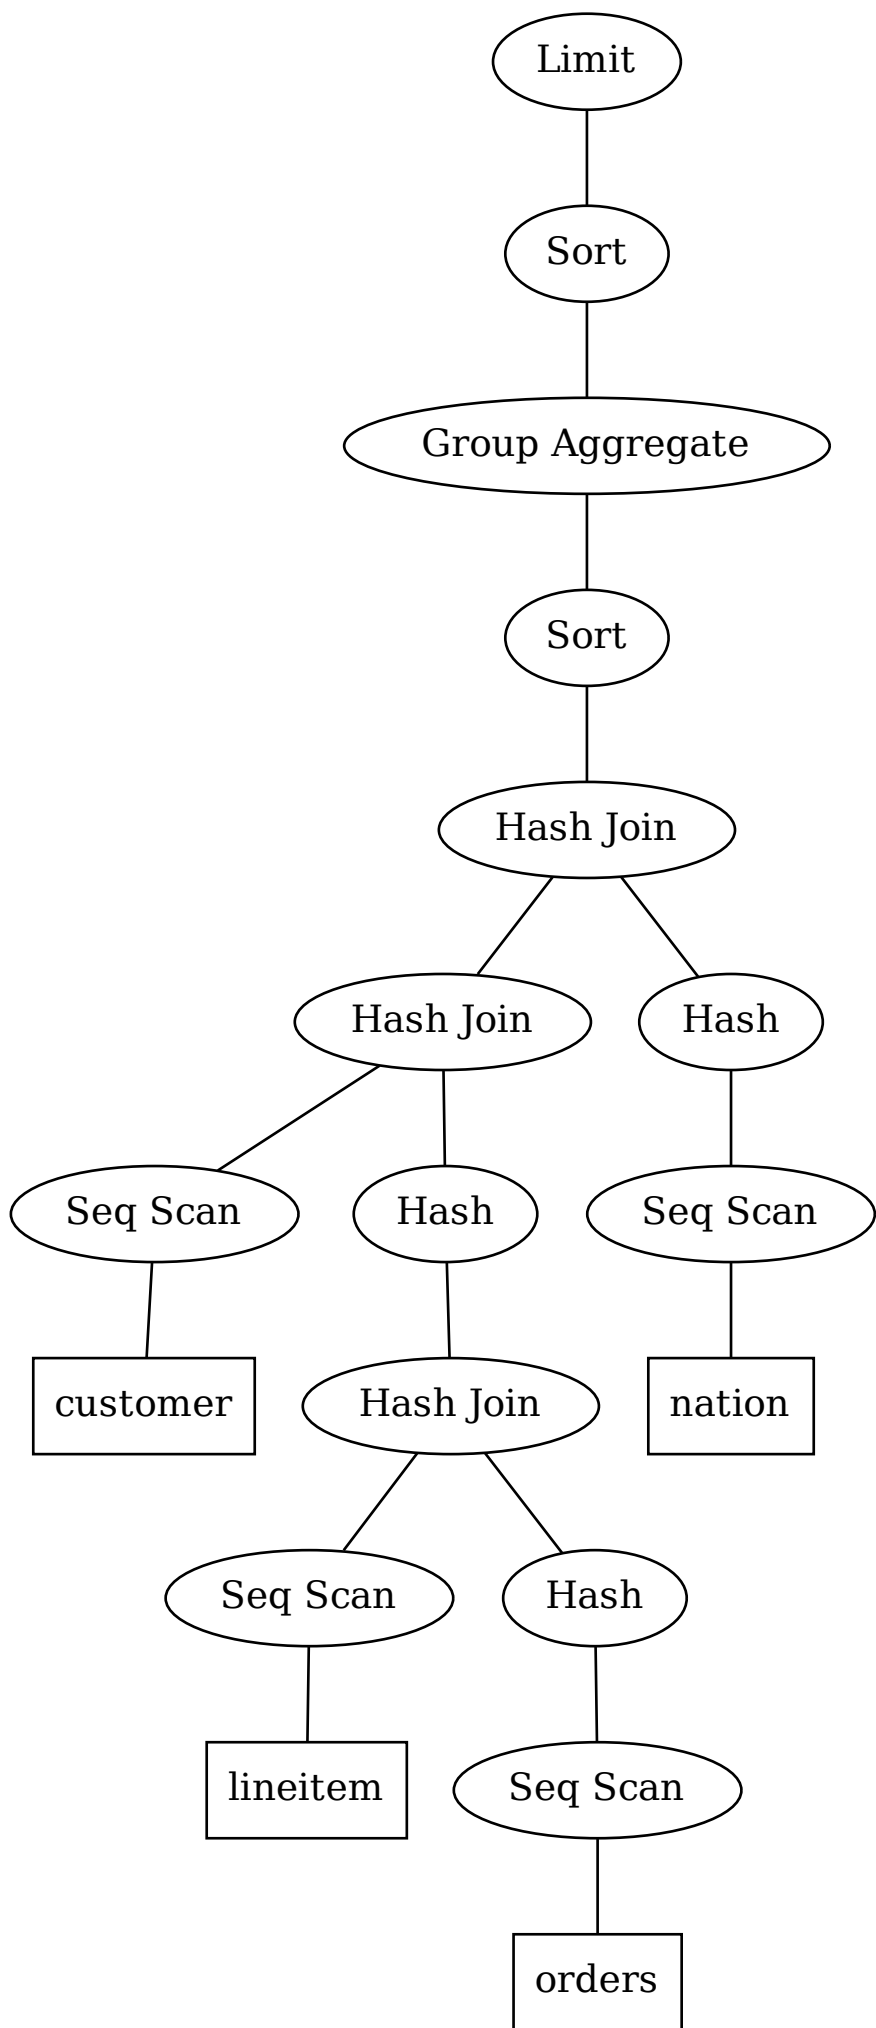 Limit
Sort
Group Aggregate
Sort
Hash Join
Hash Join
Hash
Seq Scan
Hash
Seq Scan
customer
Hash Join
nation
Seq Scan
Hash
lineitem
Seq Scan
orders